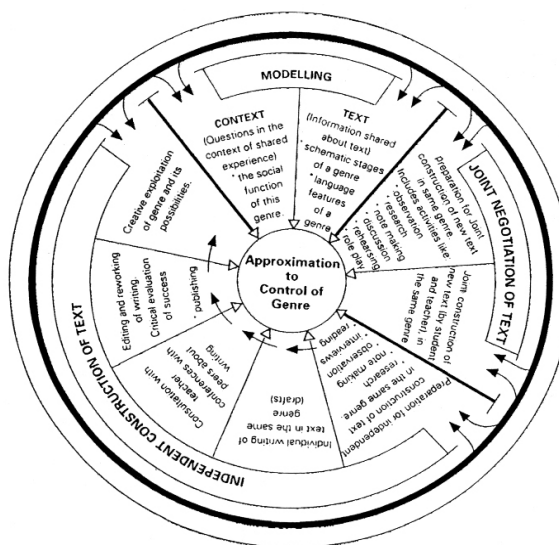 MODELLING
CONTEXT
(Questions in the
context of shared
experience)
· the social
function of
this genre.
TEXT
(Information shared
about text)
· schematic stages
of a genre
· language
features of
a genre
JOINT NEGOTIATION OF TEXT
preparation for joint
construction of new text
in same genre.
Includes activities like:
· observation
· research
· note making
· discussion
· rehearsing
· role play
Joint construction of
new text (by student
and teacher) in
the same genre
INDEPENDENT CONSTRUCTION OF TEXT
Preparation for independent
construction of text
in the same genre
· research
· note making
· observation
· interviews
· reading
Individual writing of
text in the same
genre
(drafts)
Consultation with
teacher
conferences with
peers about
writing
Editing and reworking
of writing.
Critical evaluation
of success
· publishing
Creative exploitation
of genre and its
possibilities.
Approximation
to
Control of
Genre